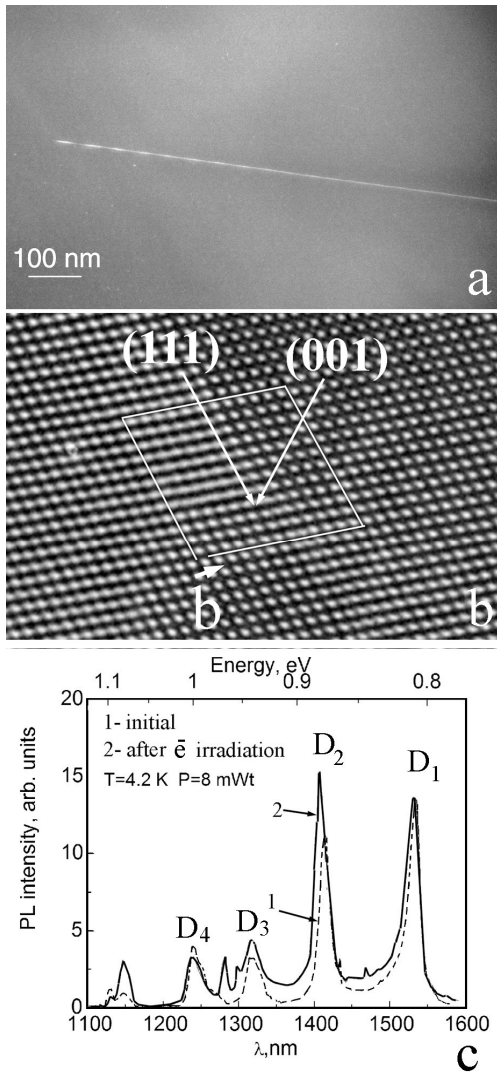 100 nm
a
(111) (001)
b b
Energy, eV
1.1 1 0.9 0.8
20
1- initial
2- after ē irradiation
T=4.2 K P=8 mWt
D2
D1
15
2
10
1
D4 D3
5
0
PL intensity, arb. units
1100 1200 1300 1400 1500 1600
λ,nm
c